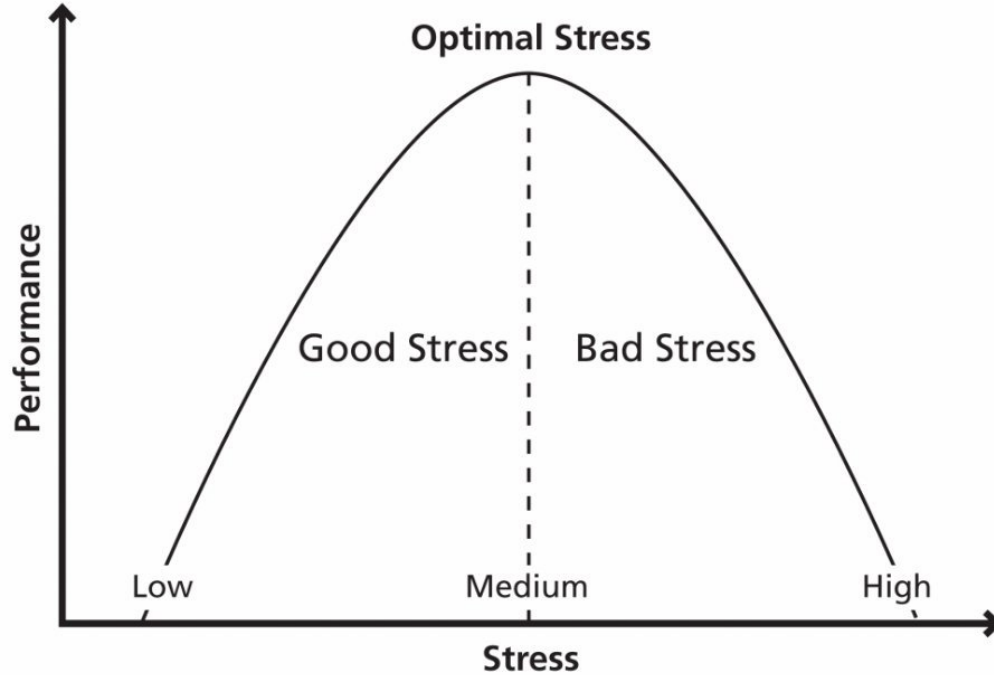 Optimal Stress
Performance
Good Stress
Bad Stress
Low
Medium
High
Stress